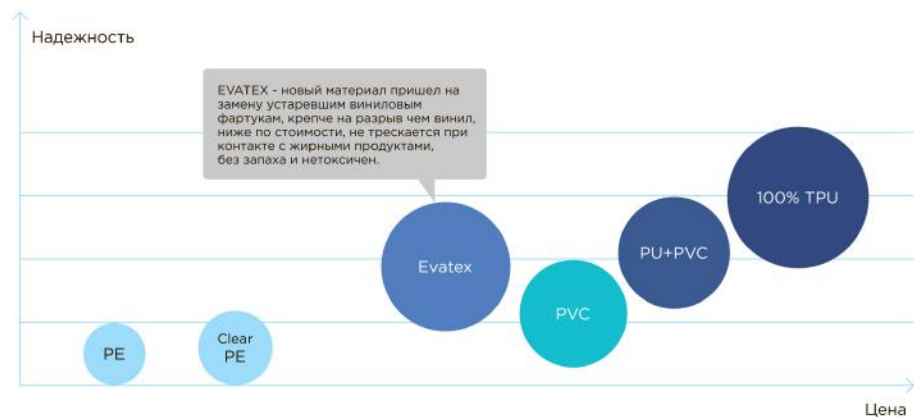 Надежность
EVATEX - новый материал пришел на
замену устаревшим виниловым
фартукам, крепче на разрыв чем винил,
ниже по стоимости, не трескается при
контакте с жирными продуктами,
без запаха и нетоксичен.
100% TPU
PU+PVC
Evatex
PVC
Clear
PE
PE
Цена